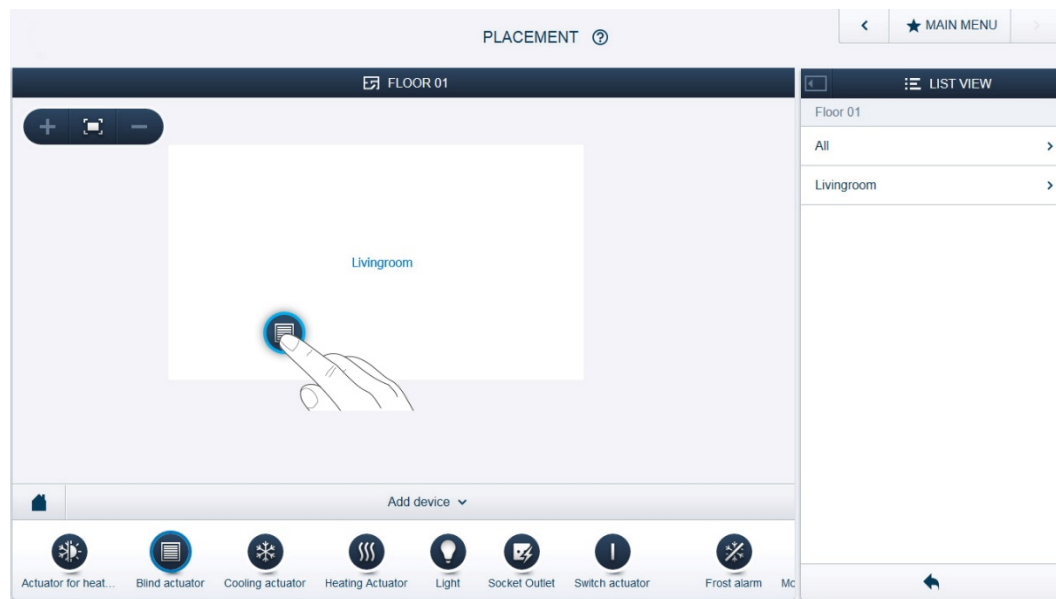 PLACEMENT
MAIN MENU
FLOOR 01
LIST VIEW
Floor 01
All
Livingroom
Livingroom
Add device
Actuator for heat...
Blind actuator
Cooling actuator
Heating Actuator
Light
Socket Outlet
Switch actuator
Frost alarm
Mo